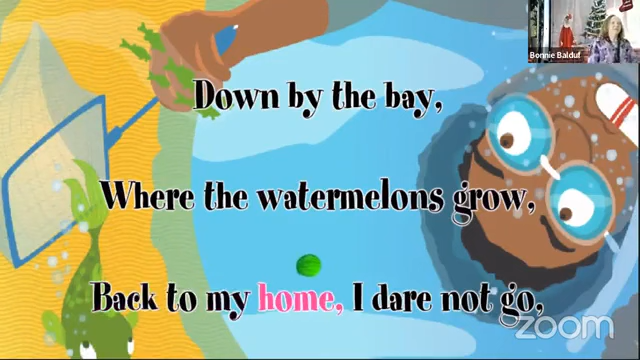 Bonnie Balduf
Down by the bay,
Where the watermelons grow,
Back to my home, I dare not go,
zoom